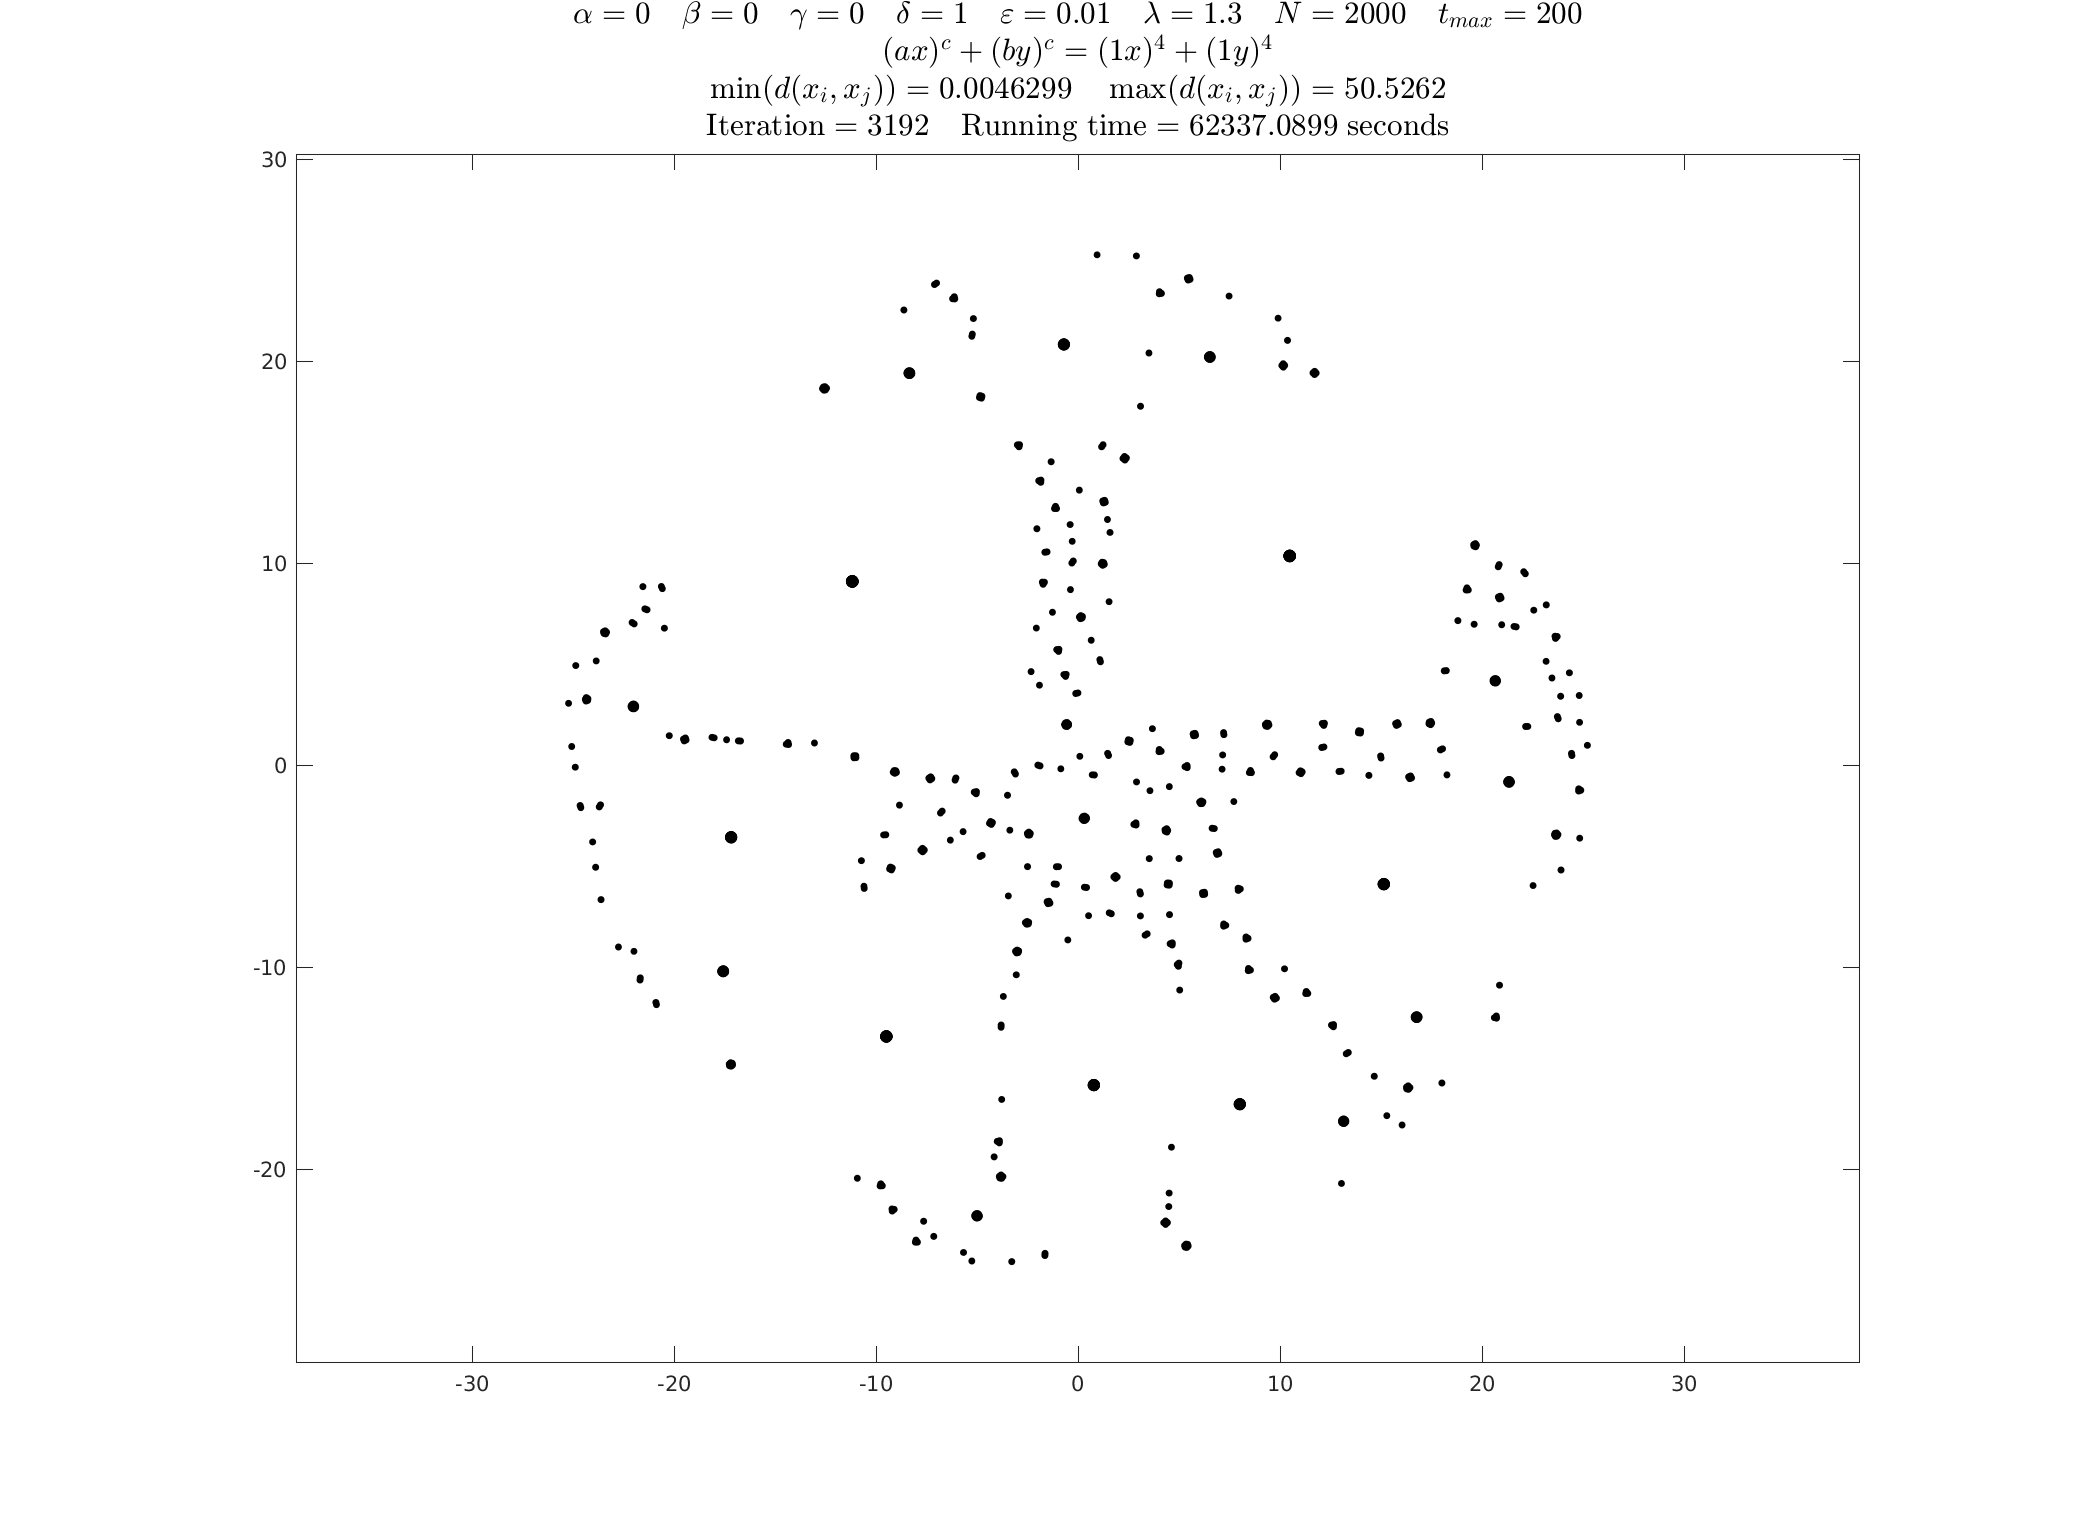 α = 0 β = 0 γ = 0 δ = 1 ε = 0.01 λ = 1.3 N = 2000 t_{max} = 200
(ax)^c + (by)^c = (1x)^4 + (1y)^4
min(d(x_i, x_j)) = 0.0046299 max(d(x_i, x_j)) = 50.5262
Iteration = 3192 Running time = 62337.0899 seconds
30
20
10
0
-10
-20
-30 -20 -10 0 10 20 30